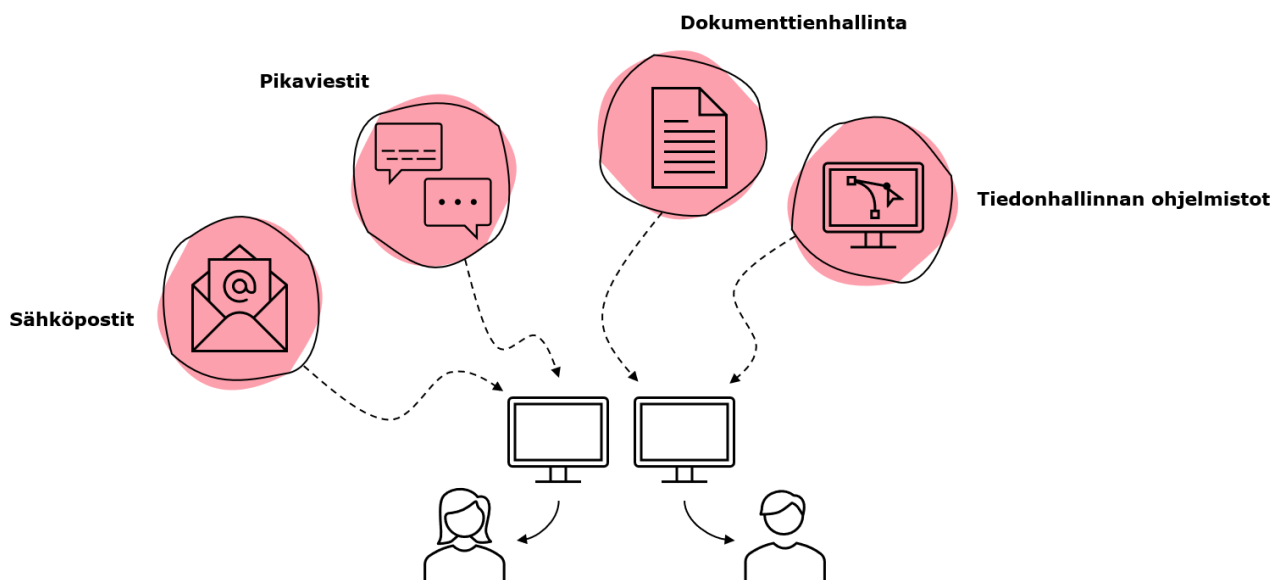 Dokumenttienhallinta
Pikaviestit
Tiedonhallinnan ohjelmistot
Sähköpostit
@